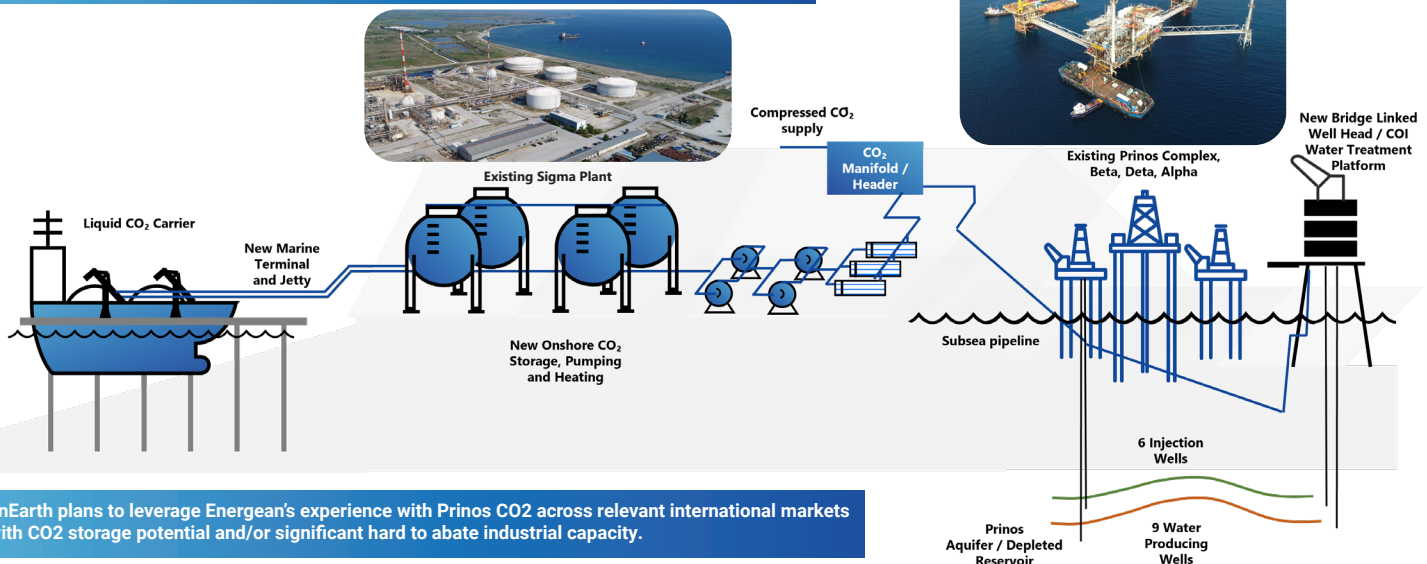 Compressed CO₂
supply
CO₂
Manifold /
Header
Existing Prinos Complex,
Beta, Deta, Alpha
New Bridge Linked
Well Head / COI
Water Treatment
Platform
Existing Sigma Plant
Liquid CO₂ Carrier
New Marine
Terminal
and Jetty
New Onshore CO₂
Storage, Pumping
and Heating
Subsea pipeline
6 Injection
Wells
Prinos
Aquifer / Depleted
Reservoir
9 Water
Producing
Wells
nEarth plans to leverage Energean's experience with Prinos CO2 across relevant international markets
ith CO2 storage potential and/or significant hard to abate industrial capacity.